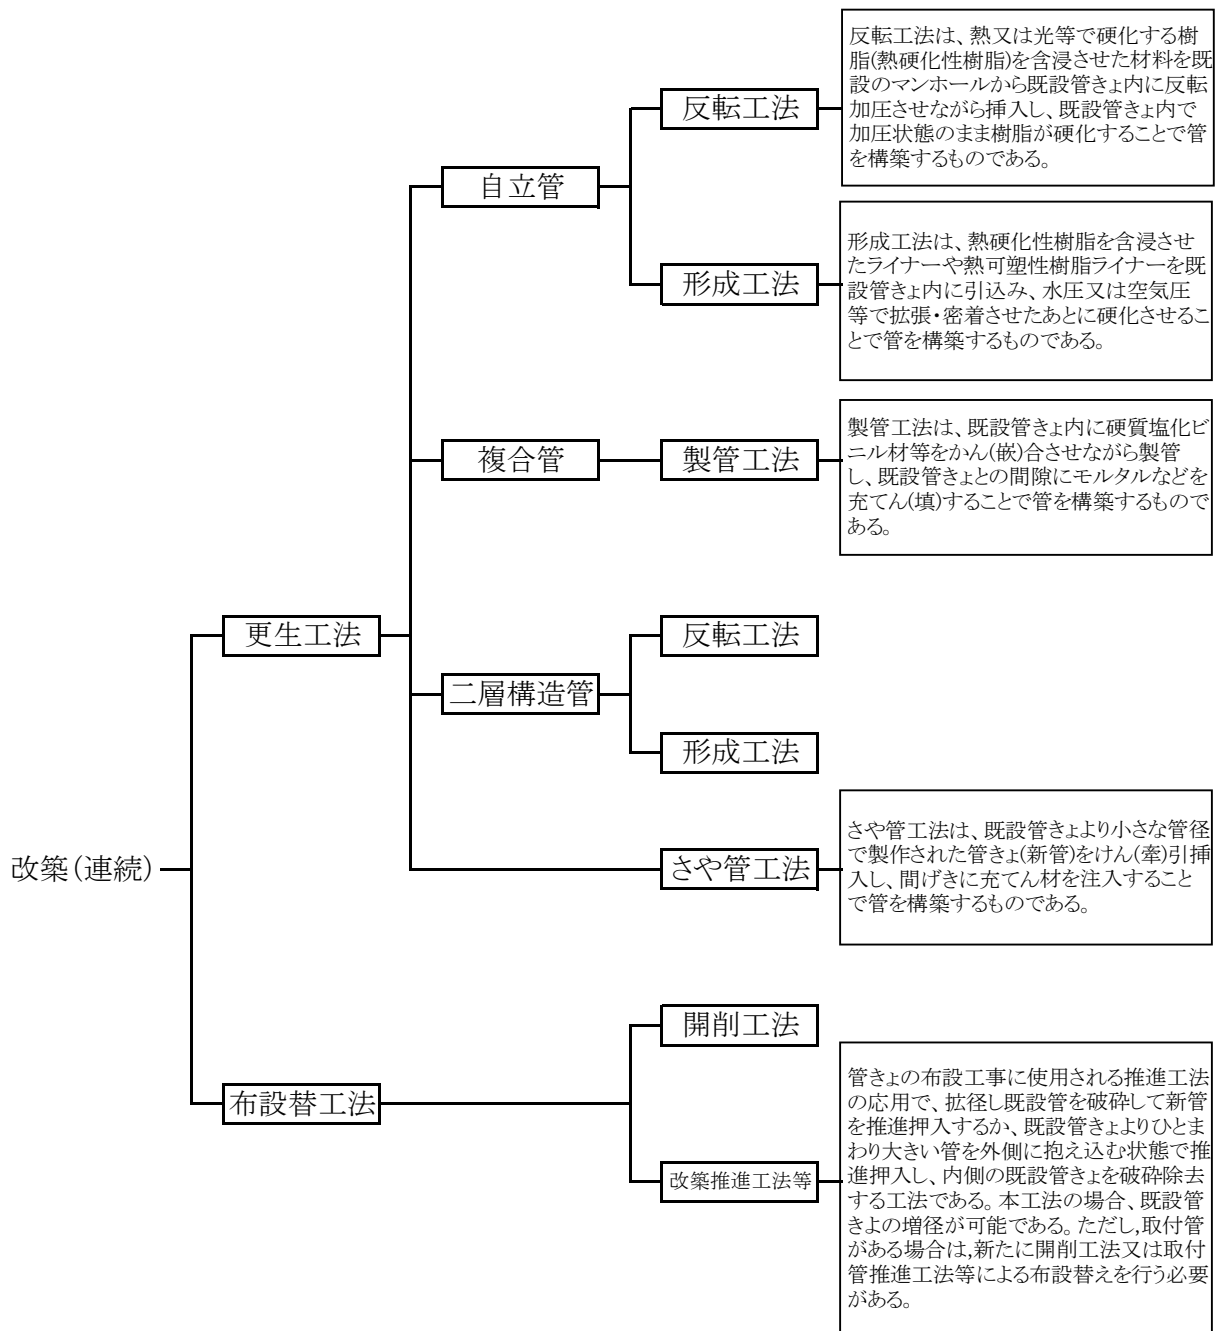 反転工法は、熱又は光等で硬化する樹
脂(熱硬化性樹脂)を含浸させた材料を既
設のマンホールから既設管きょ内に反転
加圧させながら挿入し、既設管きょ内で
加圧状態のまま樹脂が硬化することで管
を構築するものである。
反転工法
自立管
形成工法は、熱硬化性樹脂を含浸させ
たライナーや熱可塑性樹脂ライナーを既
設管きょ内に引込み、水圧又は空気圧
等で拡張・密着させたあとに硬化させるこ
とで管を構築するものである。
形成工法
複合管
製管工法
製管工法は、既設管きょ内に硬質塩化ビ
ニル材等をかん(嵌)合させながら製管
し、既設管きょとの間隙にモルタルなどを
充てん(填)することで管を構築するもので
ある。
更生工法
反転工法
二層構造管
形成工法
さや管工法は、既設管きょより小さな管径
で製作された管きょ(新管)をけん(牽)引挿
入し、間げきに充てん材を注入すること
で管を構築するものである。
改築(連続)
さや管工法
開削工法
布設替工法
管きょの布設工事に使用される推進工法
の応用で、拡径し既設管を破砕して新管
を推進押入するか、既設管きょよりひとま
わり大きい管を外側に抱え込む状態で推
進押入し、内側の既設管きょを破砕除去
する工法である。本工法の場合、既設管
きよの増径が可能である。ただし,取付管
がある場合は,新たに開削工法又は取付
管推進工法等による布設替えを行う必要
がある。
改築推進工法等